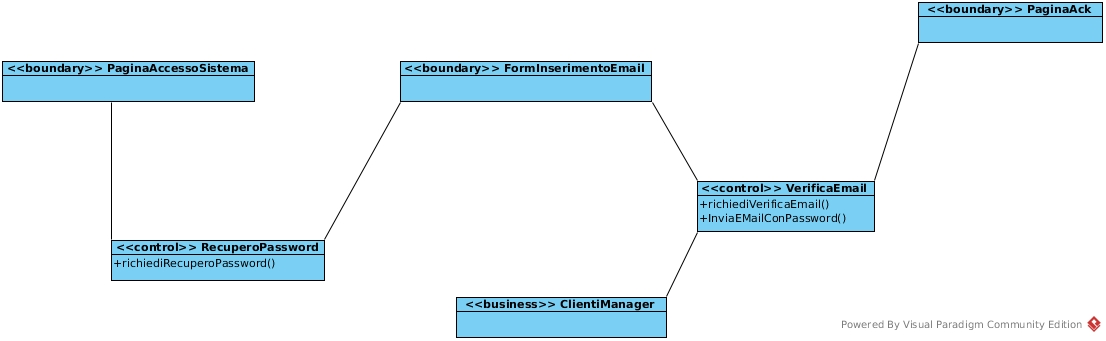 <<boundary>> PaginaAck
<<boundary>> PaginaAccessoSistema
<<boundary>> FormInserimentoEmail
<<control>> VerificaEmail
+richiediVerificaEmail()
+InviaEMailConPassword()
<<control>> RecuperoPassword
+richiediRecuperoPassword()
<<business>> ClientiManager
Powered By Visual Paradigm Community Edition